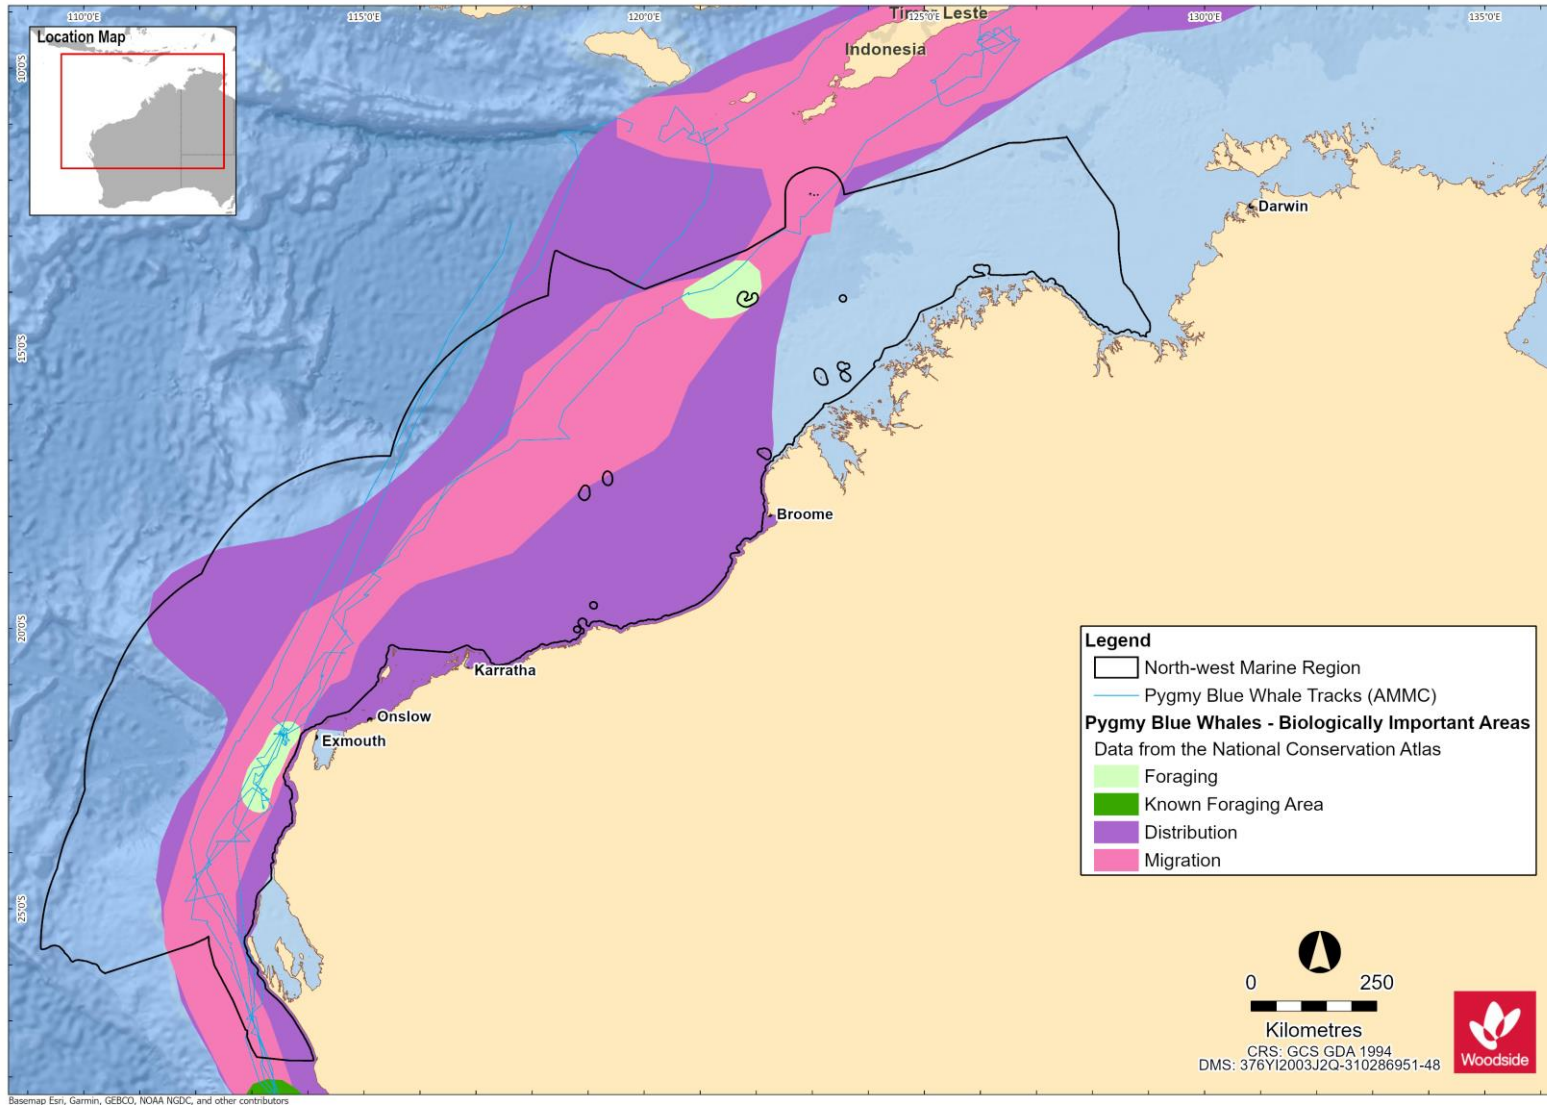 110°0'E
115°0'E
120°0'E
125°0'E
130°0'E
135°0'E
Location Map
Timor Leste
Indonesia
10°0'S
Darwin
15°0'S
Broome
20°0'S
Karratha
Onslow
Exmouth
25°0'S
Legend
North-west Marine Region
Pygmy Blue Whale Tracks (AMMC)
Pygmy Blue Whales - Biologically Important Areas
Data from the National Conservation Atlas
Foraging
Known Foraging Area
Distribution
Migration
0 250
Kilometres
CRS: GCS GDA 1994
DMS: 376YI2003J2Q-310286951-48
Woodside
Basemap Esri, Garmin, GEBCO, NOAA NGDC, and other contributors